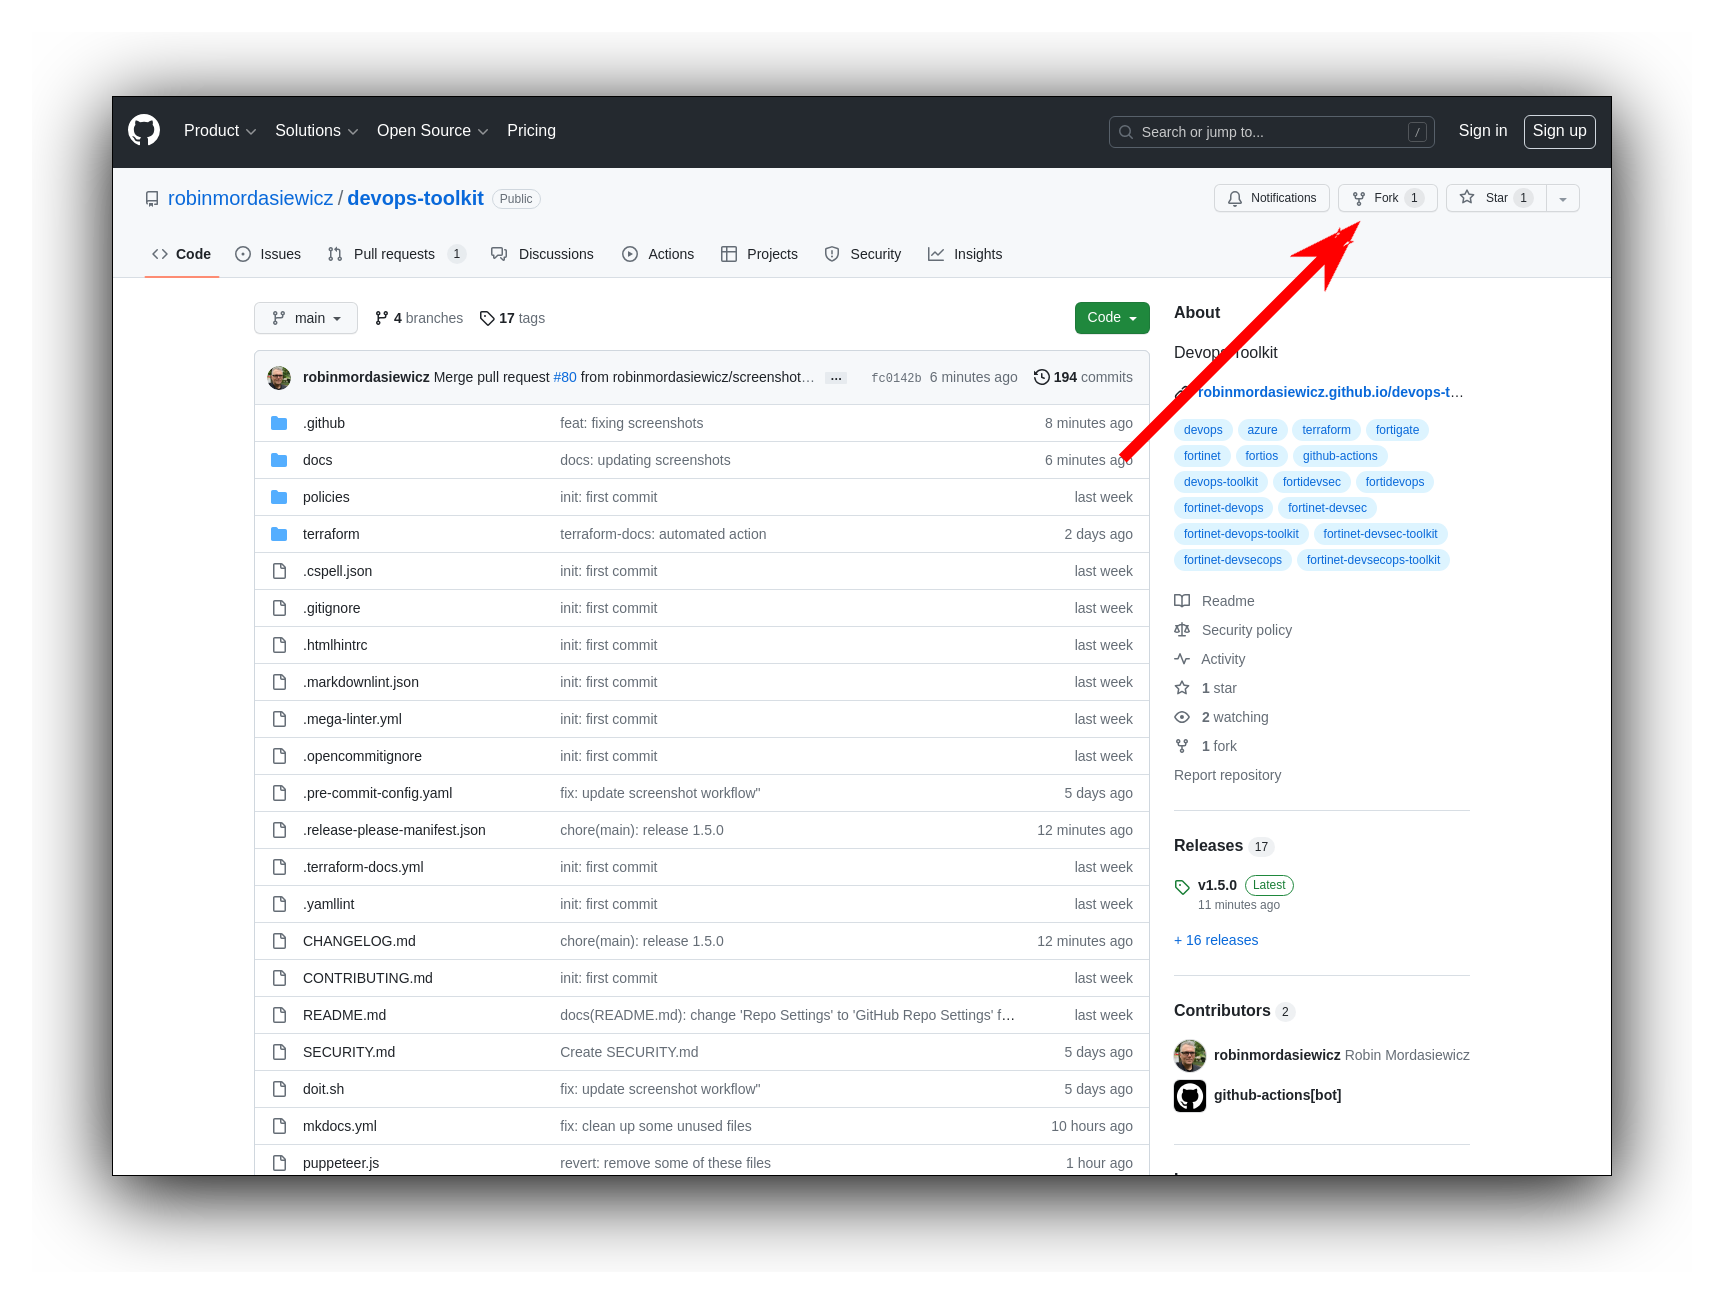 Product Solutions Open Source Pricing Search or jump to... / Sign in Sign up
robinmordasiewicz / devops-toolkit Public Notifications Fork 1 Star 1
Code Issues Pull requests 1 Discussions Actions Projects Security Insights
main 4 branches 17 tags Code
robinmordasiewicz Merge pull request #80 from robinmordasiewicz/screenshot… ... fc0142b 6 minutes ago 194 commits
.github feat: fixing screenshots 8 minutes ago
docs docs: updating screenshots 6 minutes ago
policies init: first commit last week
terraform terraform-docs: automated action 2 days ago
.cspell.json init: first commit last week
.gitignore init: first commit last week
.htmlhintrc init: first commit last week
.markdownlint.json init: first commit last week
.mega-linter.yml init: first commit last week
.opencommitignore init: first commit last week
.pre-commit-config.yaml fix: update screenshot workflow" 5 days ago
.release-please-manifest.json chore(main): release 1.5.0 12 minutes ago
.terraform-docs.yml init: first commit last week
.yamllint init: first commit last week
CHANGELOG.md chore(main): release 1.5.0 12 minutes ago
CONTRIBUTING.md init: first commit last week
README.md docs(README.md): change 'Repo Settings' to 'GitHub Repo Settings' f… last week
SECURITY.md Create SECURITY.md 5 days ago
doit.sh fix: update screenshot workflow" 5 days ago
mkdocs.yml fix: clean up some unused files 10 hours ago
puppeteer.js revert: remove some of these files 1 hour ago
About
Devops Toolkit
robinmordasiewicz.github.io/devops-t…
devops azure terraform fortigate
fortinet fortios github-actions
devops-toolkit fortidevsec fortidevops
fortinet-devops fortinet-devsec
fortinet-devops-toolkit fortinet-devsec-toolkit
fortinet-devsecops fortinet-devsecops-toolkit
Readme
Security policy
Activity
1 star
2 watching
1 fork
Report repository
Releases 17
v1.5.0 Latest
11 minutes ago
+ 16 releases
Contributors 2
robinmordasiewicz Robin Mordasiewicz
github-actions[bot]